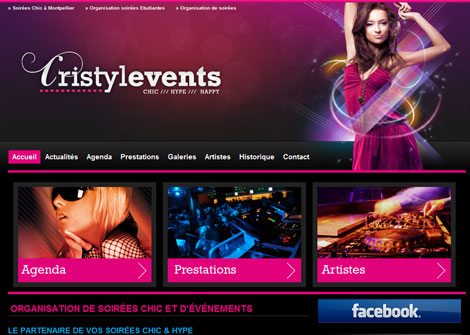 » Soirées Chic à Montpellier » Organisation soirées Etudiantes » Organisation de soirées
Cristylevents
CHIC /// HYPE /// HAPPY
Accueil Actualités Agenda Prestations Galeries Artistes Historique Contact
Agenda Prestations Artistes
ORGANISATION DE SOIRÉES CHIC ET D'ÉVÉNEMENTS
facebook.
LE PARTENAIRE DE VOS SOIRÉES CHIC & HYPE